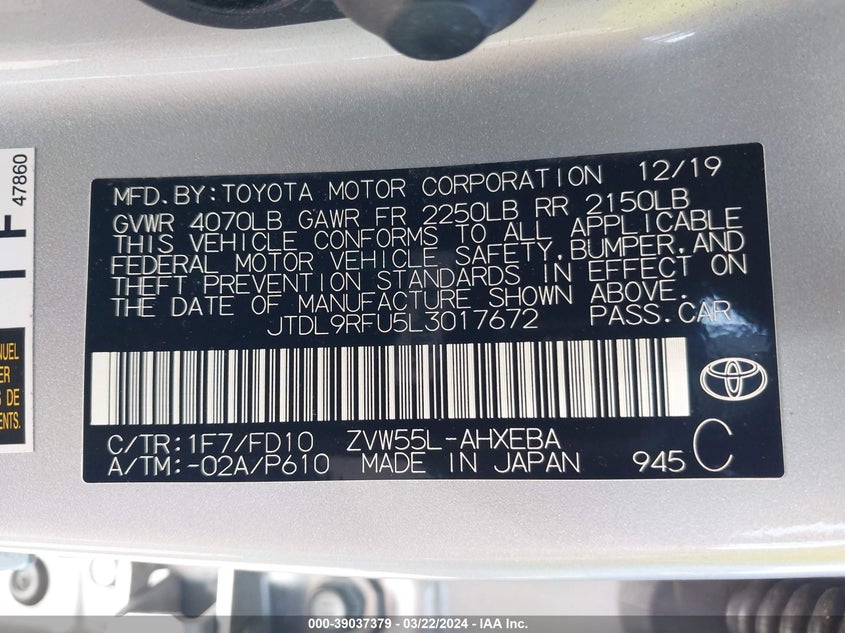 47860
MFD. BY: TOYOTA MOTOR CORPORATION 12/19
GVWR 4070LB GAWR FR 2250LB RR 2150LB
THIS VEHICLE CONFORMS TO ALL APPLICABLE
FEDERAL MOTOR VEHICLE SAFETY, BUMPER, AND
THEFT PREVENTION STANDARDS IN EFFECT ON
THE DATE OF MANUFACTURE SHOWN ABOVE.
JTDL9RFU5L3017672 PASS. CAR
C/TR: 1F7/FD10 ZVW55L-AHXEBA
A/TM: -02A/P610 MADE IN JAPAN 945 C
DE
000-39037379 - 03/22/2024 - IAA, Inc.